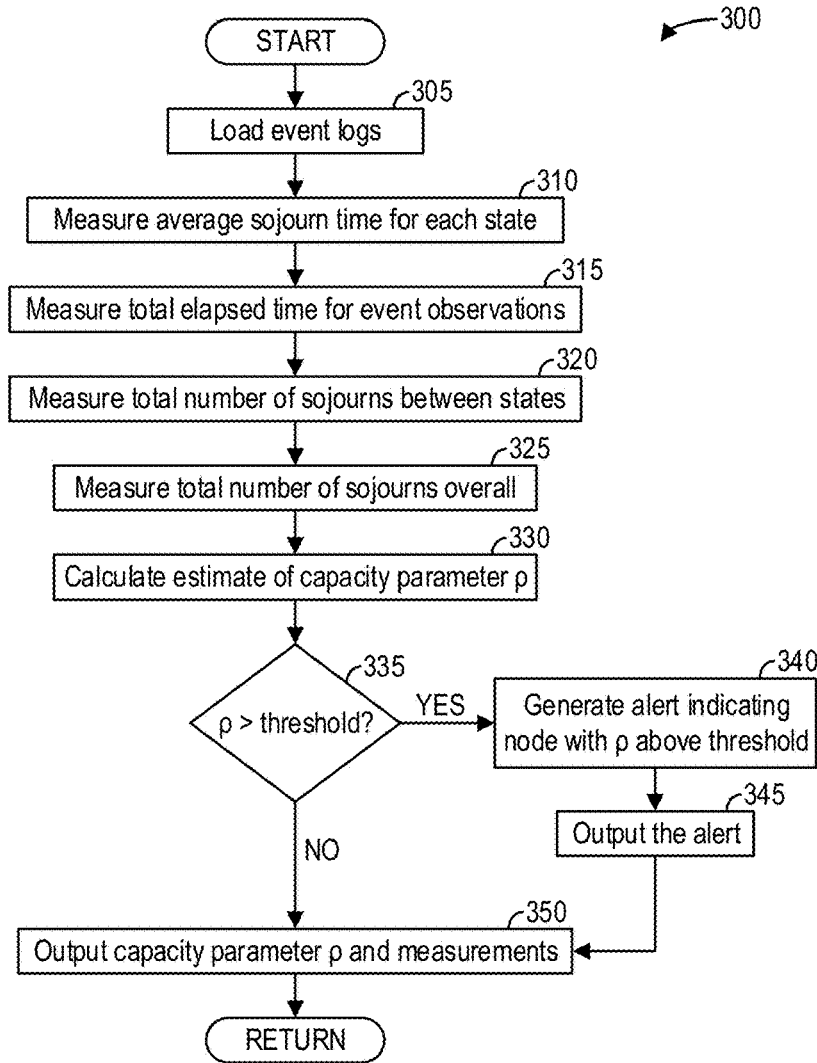 300
START
305
Load event logs
310
Measure average sojourn time for each state
315
Measure total elapsed time for event observations
320
Measure total number of sojourns between states
325
Measure total number of sojourns overall
330
Calculate estimate of capacity parameter ρ
335
ρ > threshold?
YES
340
Generate alert indicating
node with ρ above threshold
345
Output the alert
NO
350
Output capacity parameter ρ and measurements
RETURN